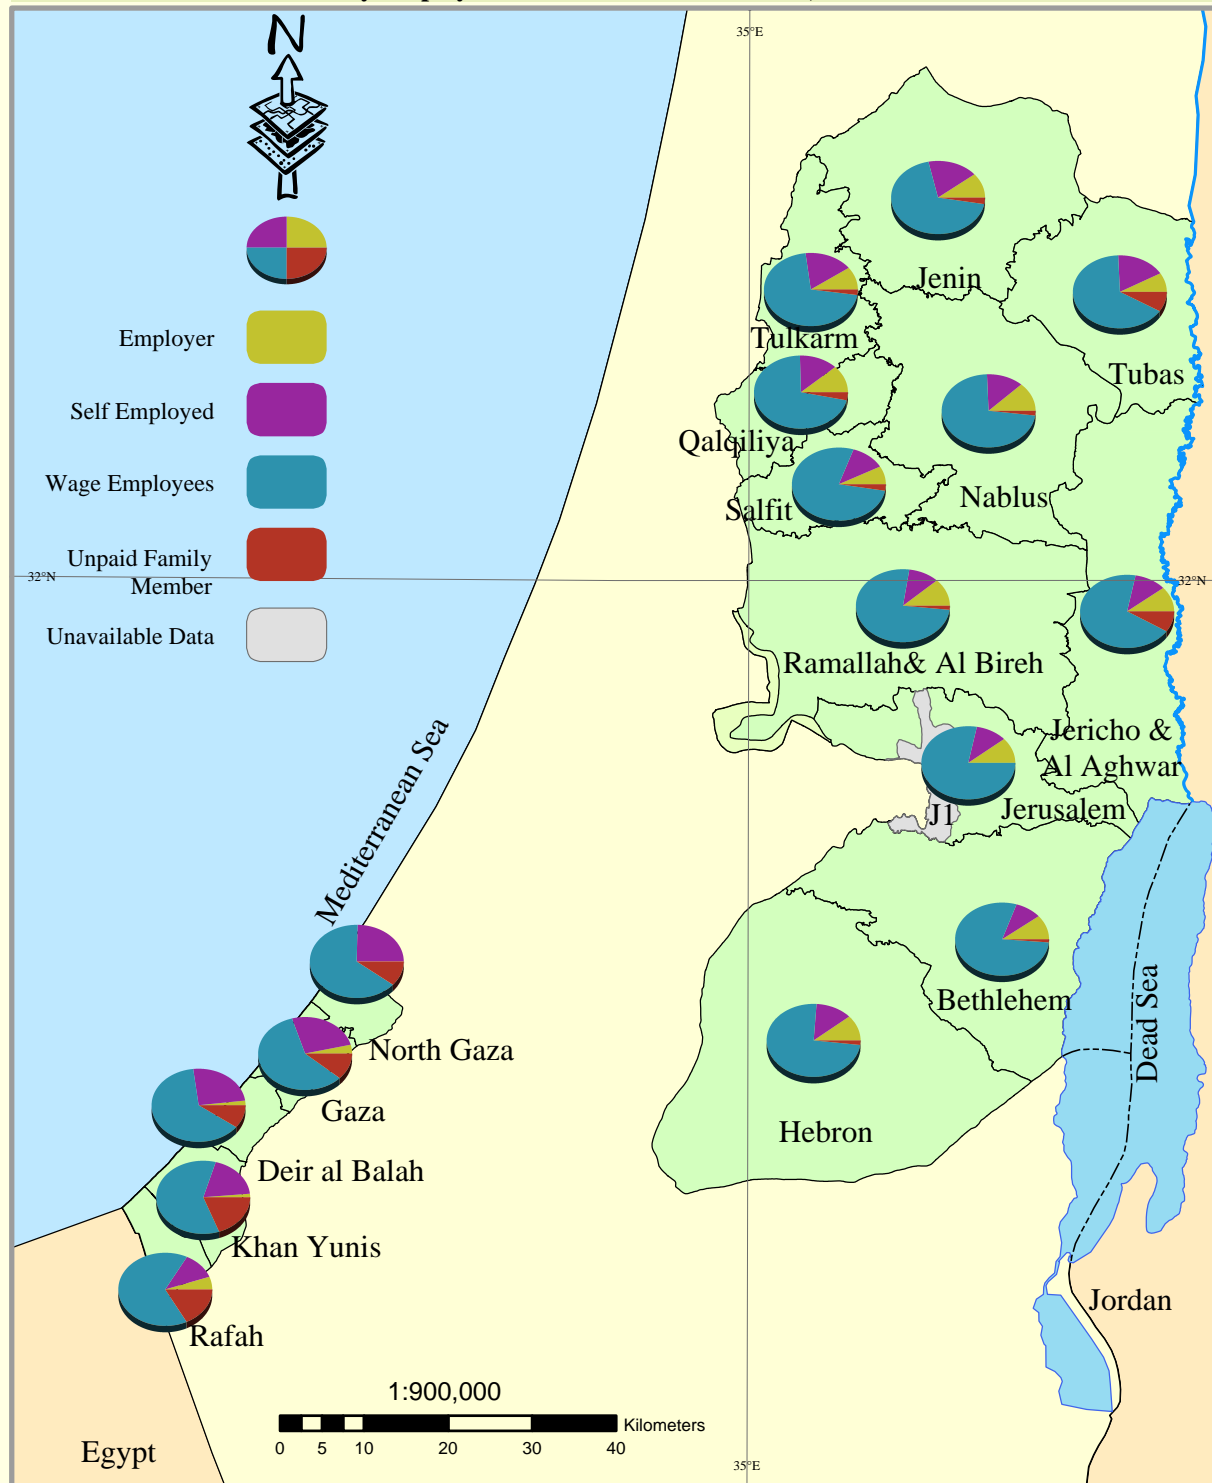 N
35°E
Employer
Self Employed
Wage Employees
Unpaid Family
Member
Unavailable Data
32°N
32°N
Jenin
Tulkarm
Tubas
Qalqiliya
Nablus
Salfit
Ramallah& Al Bireh
Jericho &
Al Aghwar
Jerusalem
J1
Mediterranean Sea
Bethlehem
Dead Sea
North Gaza
Gaza
Hebron
Deir al Balah
Khan Yunis
Rafah
Jordan
1:900,000
Kilometers
0 5 10 20 30 40
Egypt
35°E